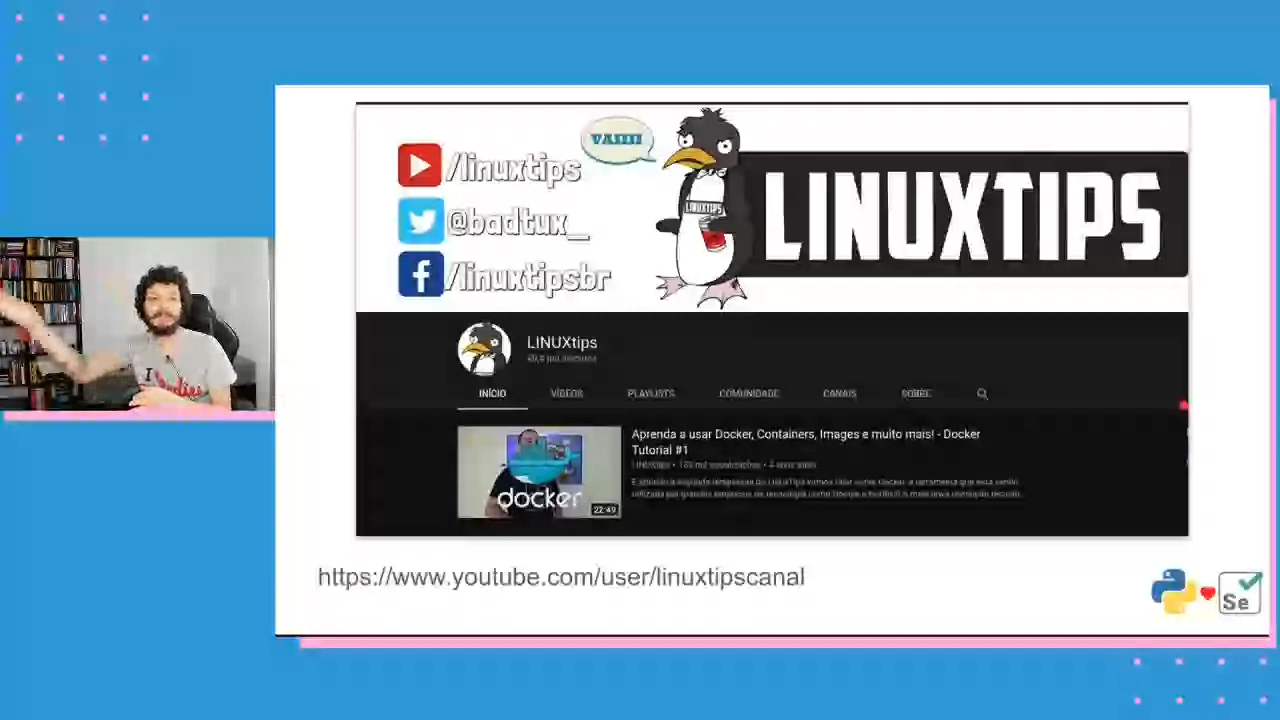 VAIIII
/linuxtips
@badtux_
/linuxtipsbr
LINUXTIPS
LINUXTIPS
LINUXtips
INÍCIO VÍDEOS PLAYLISTS COMUNIDADE CANAIS SOBRE
Aprenda a usar Docker, Containers, Images e muito mais! - Docker
Tutorial #1
LINUXtips
docker
22:49
I
https://www.youtube.com/user/linuxtipscanal
Se